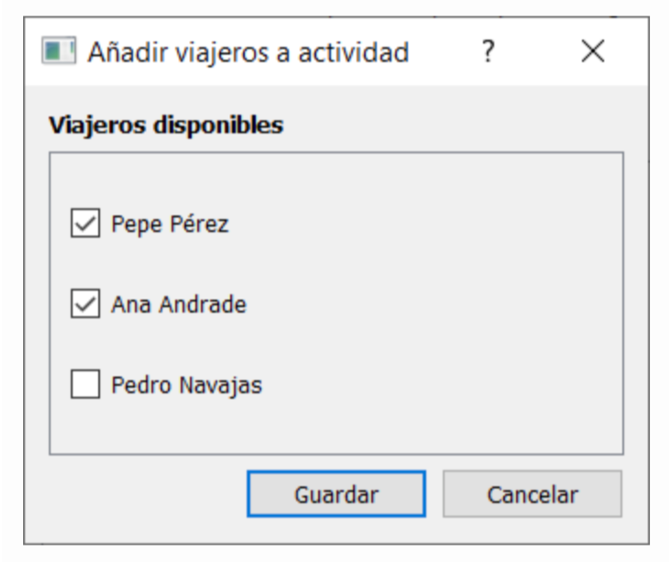 Añadir viajeros a actividad ?
Viajeros disponibles
Pepe Pérez
Ana Andrade
Pedro Navajas
Guardar Cancelar